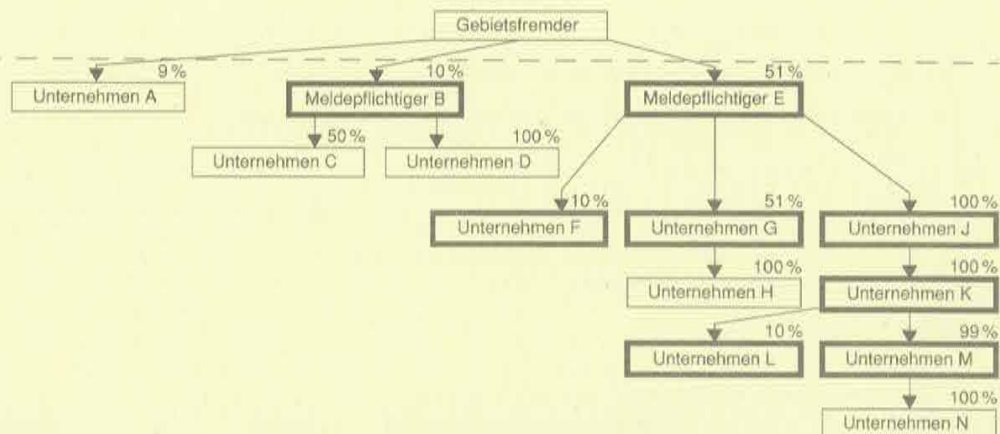 Gebietsfremder
9 % 10 % 51 %
Unternehmen A Meldepflichtiger B Meldepflichtiger E
50 % 100 %
Unternehmen C Unternehmen D
10 % 51 % 100 %
Unternehmen F Unternehmen G Unternehmen J
100 % 100 %
Unternehmen H Unternehmen K
10 % 99 %
Unternehmen L Unternehmen M
100 %
Unternehmen N